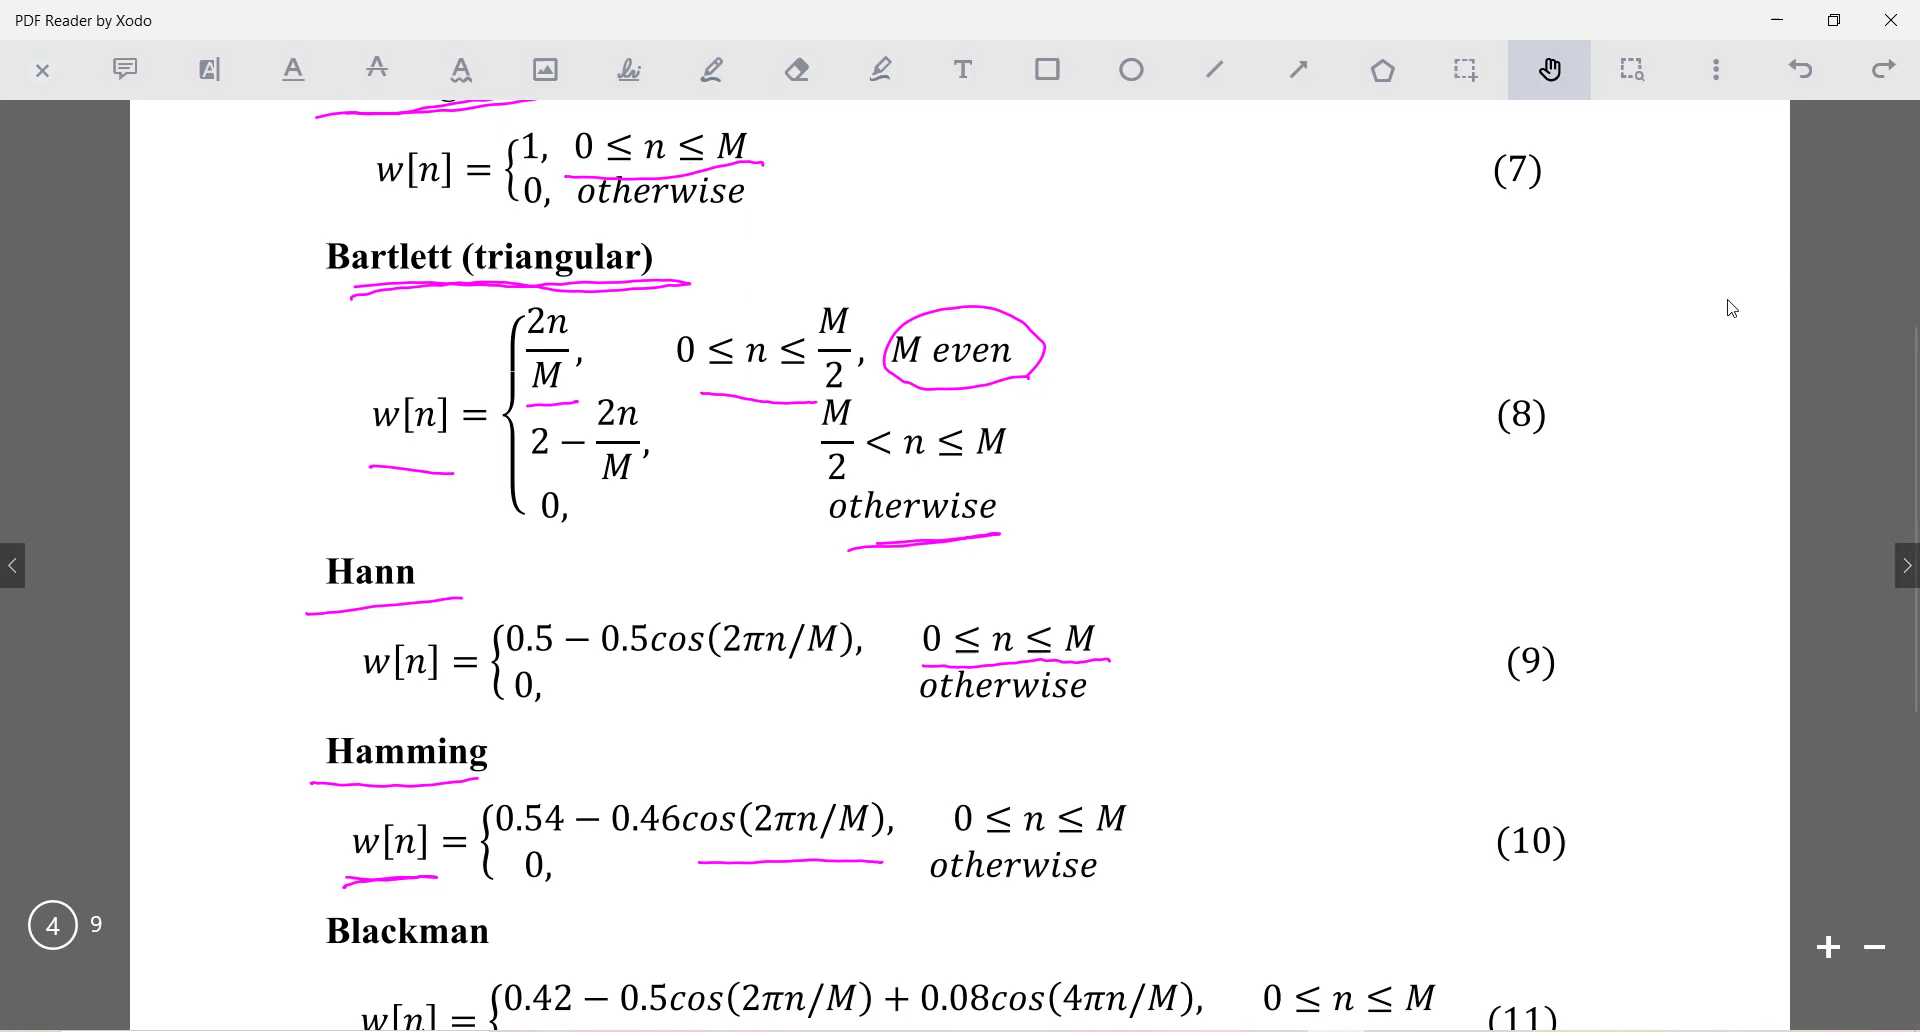 PDF Reader by Xodo
w[n] = {1, 0 ≤ n ≤ M
0, otherwise (7)
Bartlett (triangular)
w[n] = {2n/M, 0 ≤ n ≤ M/2, M even
2 − 2n/M, M/2 < n ≤ M
0, otherwise (8)
Hann
w[n] = {0.5 − 0.5cos(2πn/M), 0 ≤ n ≤ M
0, otherwise (9)
Hamming
w[n] = {0.54 − 0.46cos(2πn/M), 0 ≤ n ≤ M
0, otherwise (10)
Blackman
w[n] = {0.42 − 0.5cos(2πn/M) + 0.08cos(4πn/M), 0 ≤ n ≤ M (11)
4 9